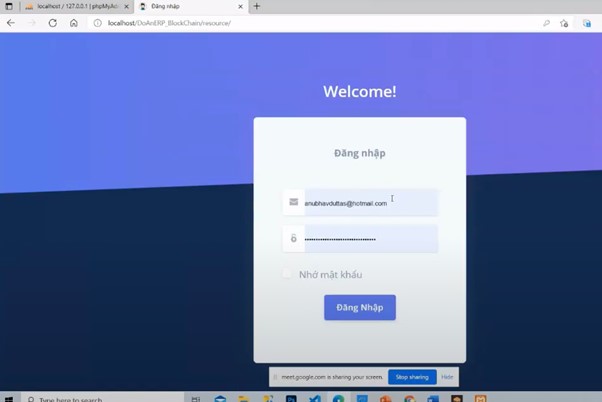 localhost / 127.0.0.1 | phpMyAd
Đăng nhập
localhost/DoAnERP_BlockChain/resource/
Welcome!
Đăng nhập
anubhavduttas@hotmail.com
Nhớ mật khẩu
Đăng Nhập
meet.google.com is sharing your screen.
Stop sharing
Hide
Type here to search